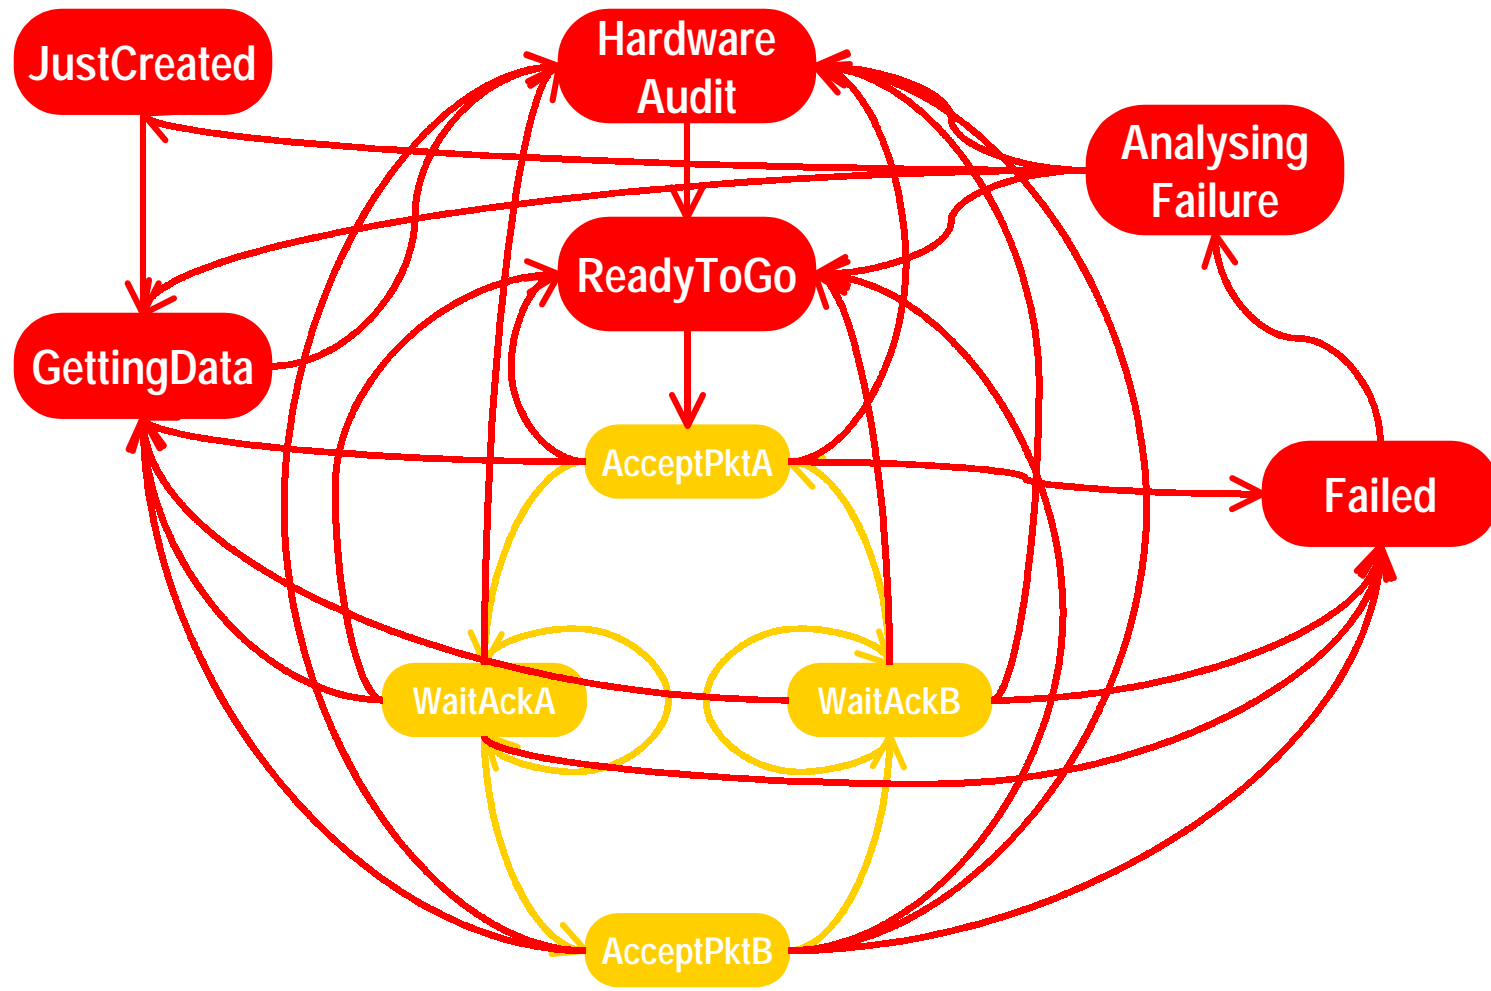 JustCreated
Hardware
Audit
Analysing
Failure
ReadyToGo
GettingData
AcceptPktA
Failed
WaitAckA
WaitAckB
AcceptPktB